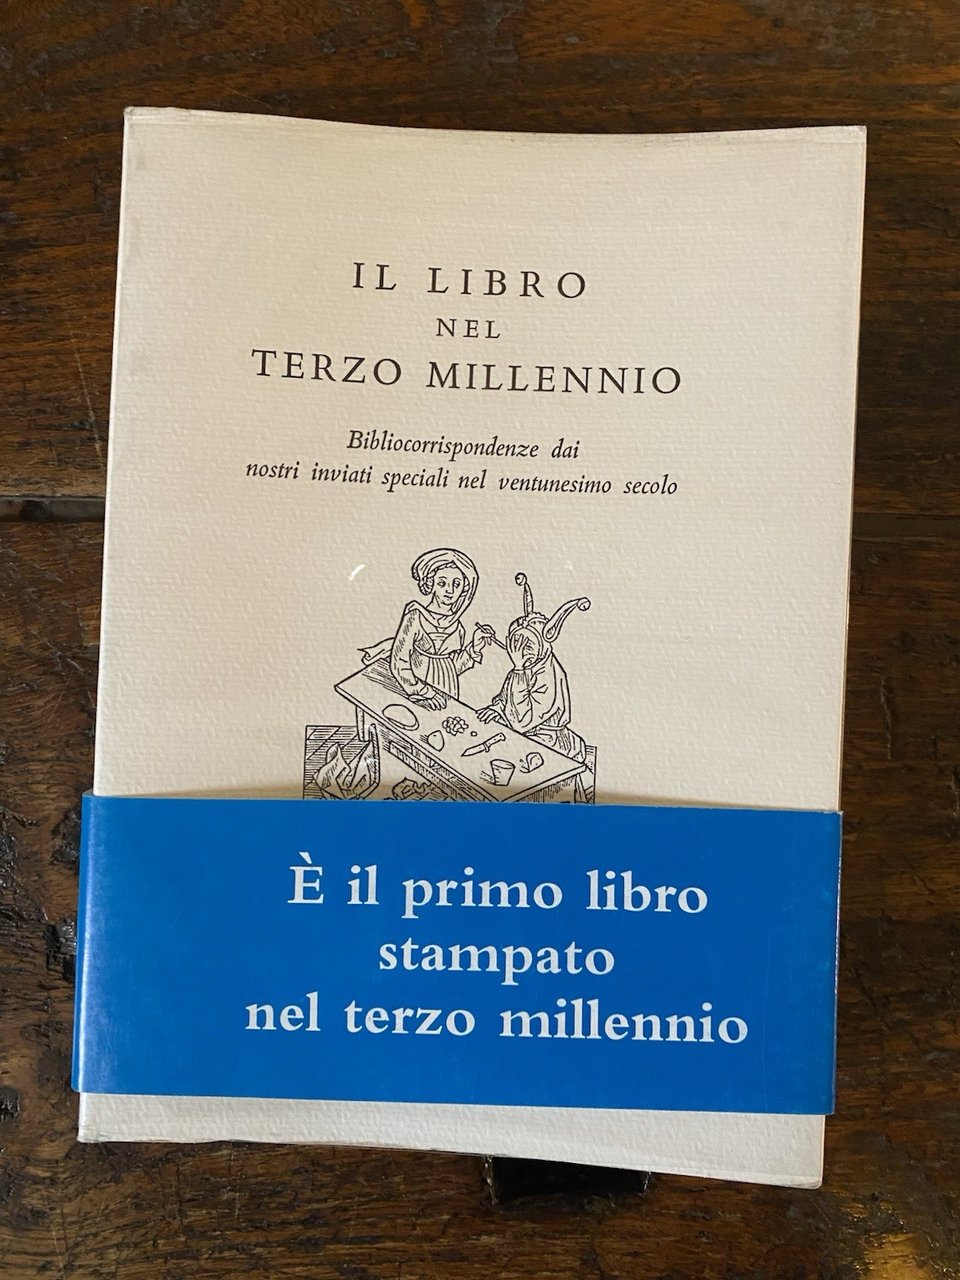 IL LIBRO
NEL
TERZO MILLENNIO
Bibliocorrispondenze dai
nostri inviati speciali nel ventunesimo secolo
È il primo libro
stampato
nel terzo millennio